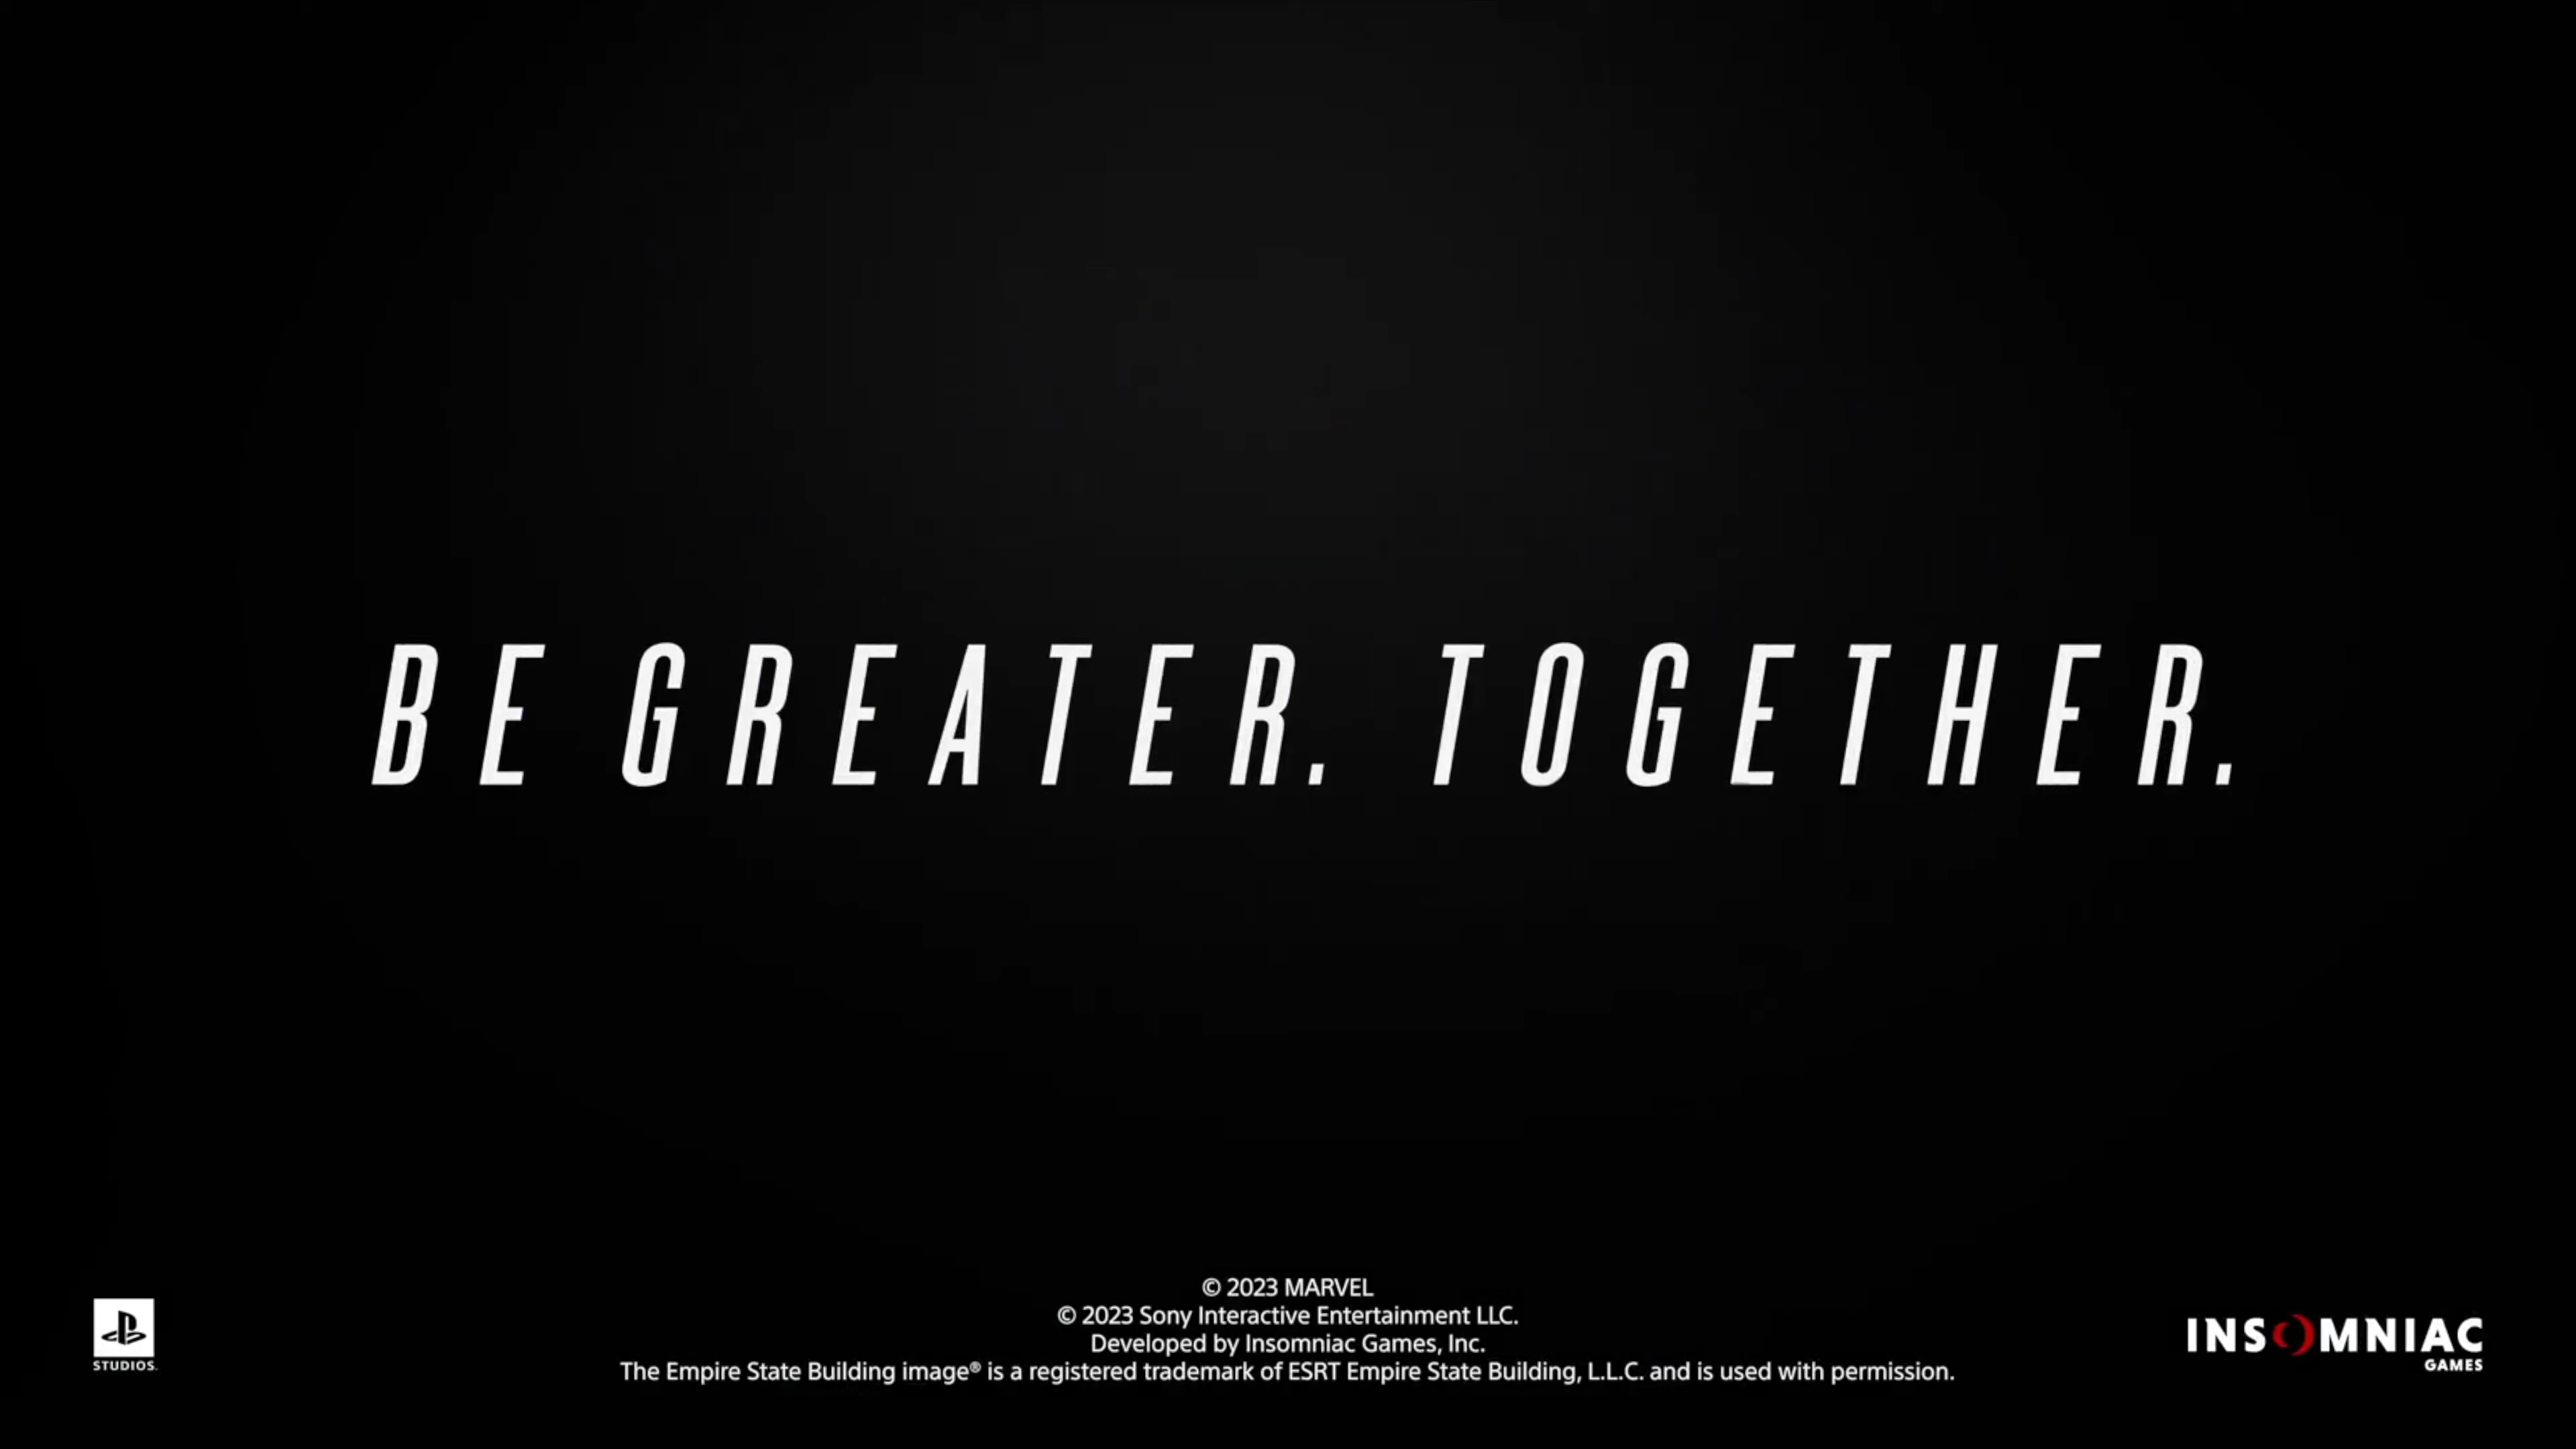 BE GREATER. TOGETHER.
© 2023 MARVEL
© 2023 Sony Interactive Entertainment LLC.
Developed by Insomniac Games, Inc.
The Empire State Building image® is a registered trademark of ESRT Empire State Building, L.L.C. and is used with permission.
STUDIOS
INSOMNIAC
GAMES